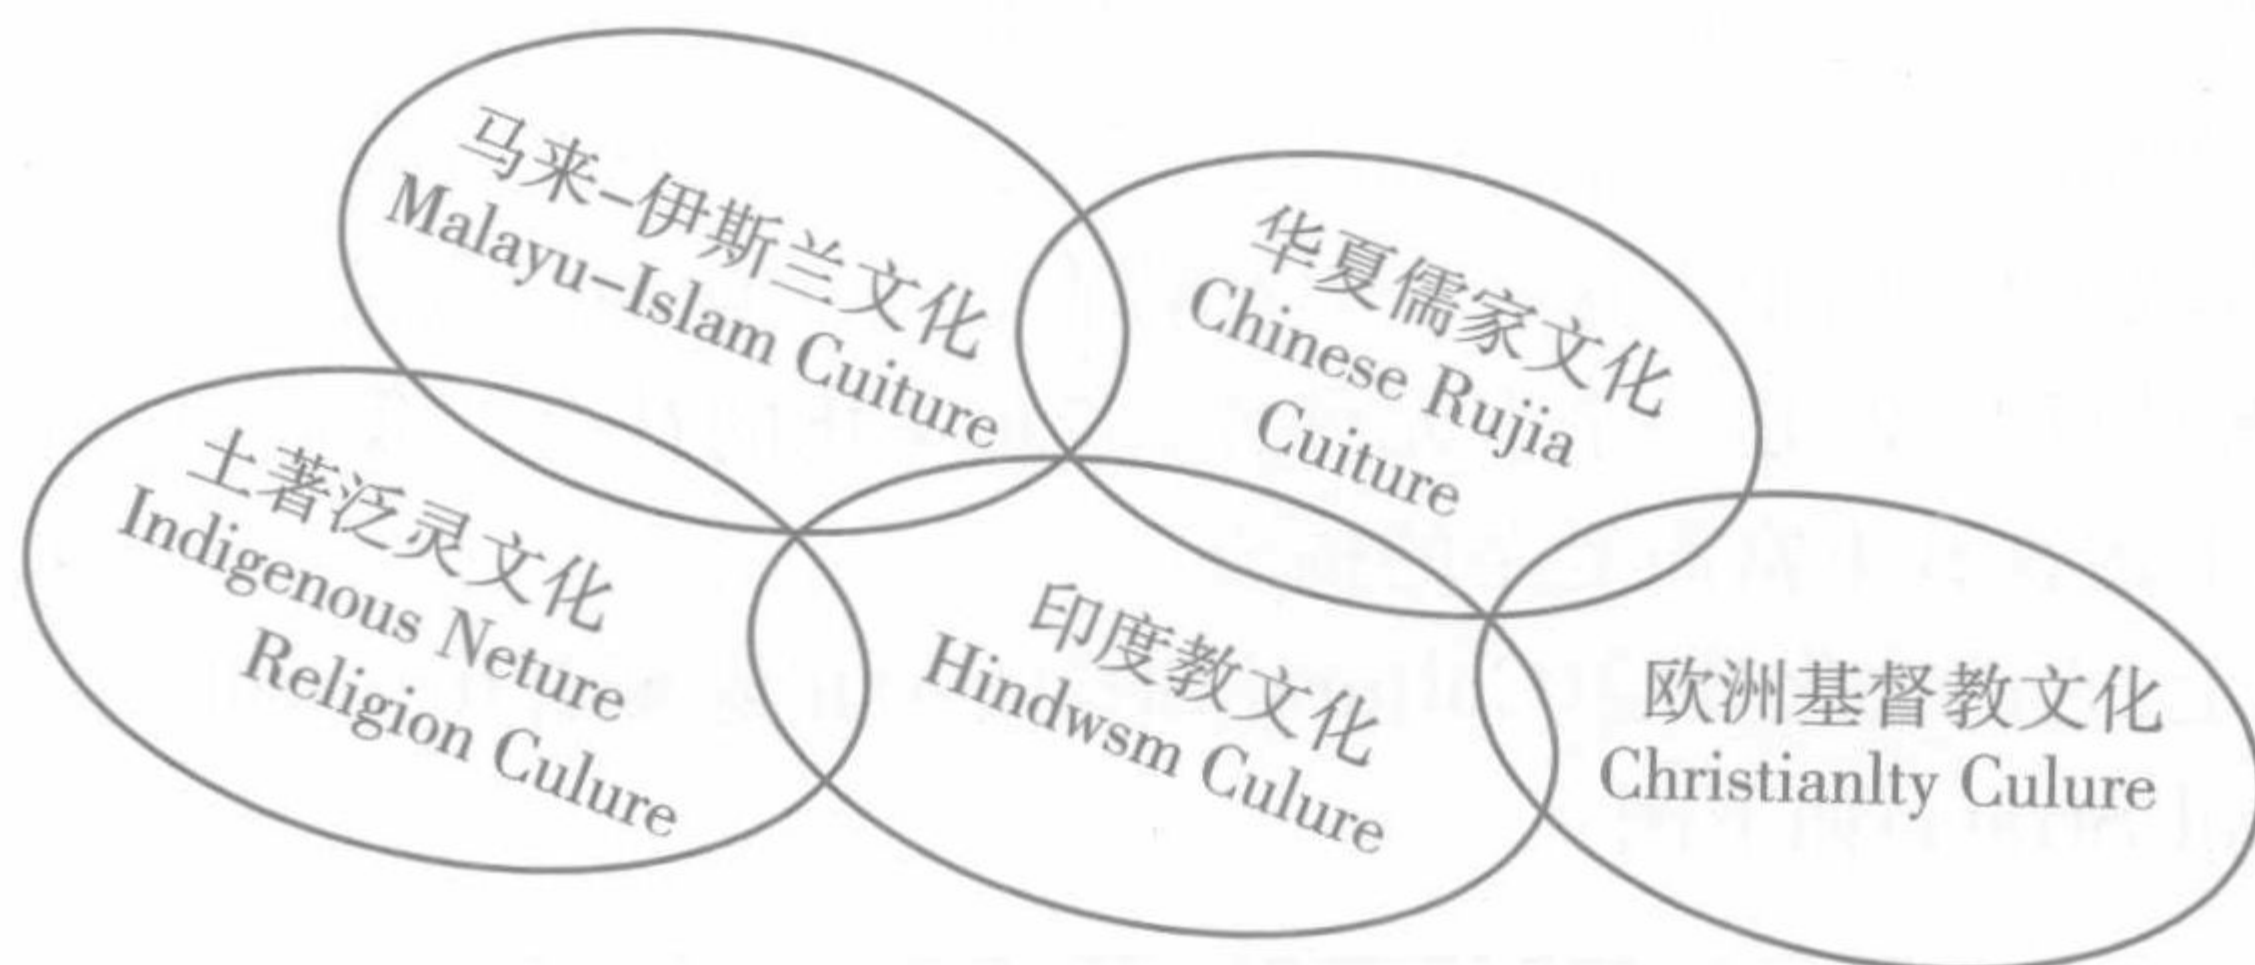 马来-伊斯兰文化
Malayu-Islam Cuiture
华夏儒家文化
Chinese Rujia
Cuiture
土著泛灵文化
Indigenous Neture
Religion Culure
印度教文化
Hindwsm Culure
欧洲基督教文化
Christianlty Culure